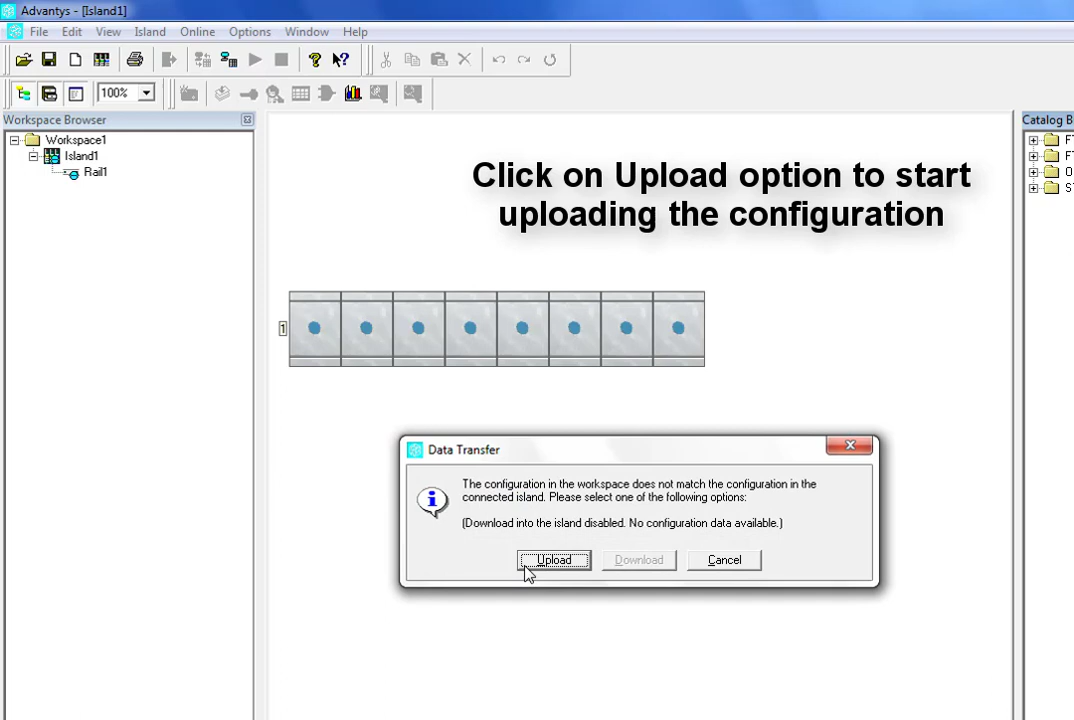 Advantys - [Island1]
File Edit View Island Online Options Window Help
100%
Workspace Browser
Catalog B
Workspace1
Island1
Rail1
Click on Upload option to start
uploading the configuration
1
Data Transfer
The configuration in the workspace does not match the configuration in the
connected island. Please select one of the following options:
(Download into the island disabled. No configuration data available.)
Upload Download Cancel